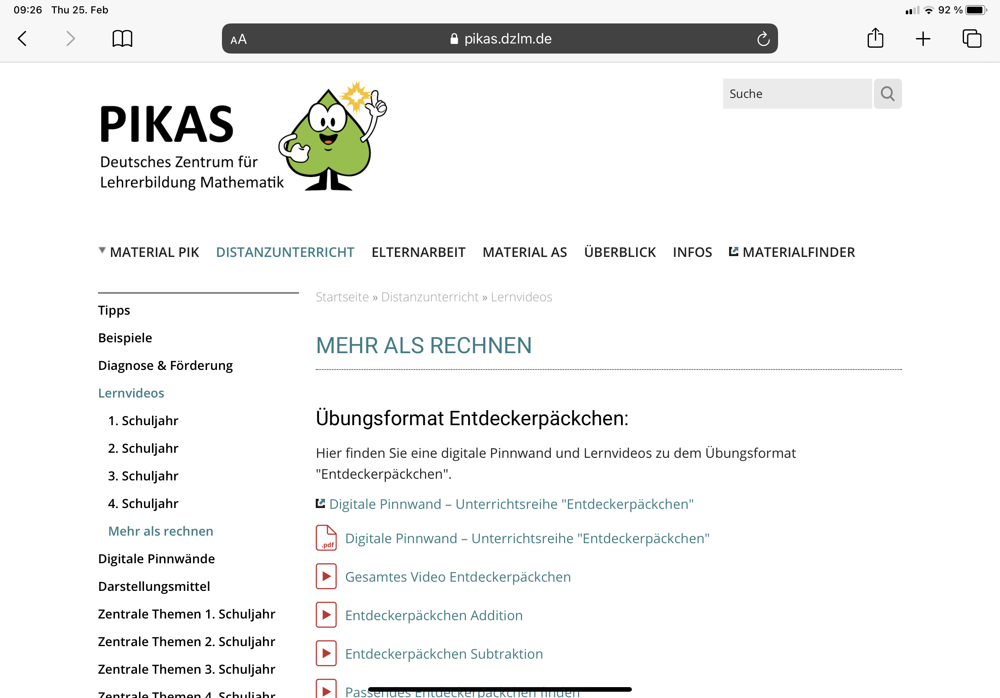 09:26 Thu 25. Feb
92 %
AA
pikas.dzlm.de
PIKAS
Deutsches Zentrum für
Lehrerbildung Mathematik
Suche
MATERIAL PIK DISTANZUNTERRICHT ELTERNARBEIT MATERIAL AS ÜBERBLICK INFOS MATERIALFINDER
Tipps
Beispiele
Diagnose & Förderung
Lernvideos
1. Schuljahr
2. Schuljahr
3. Schuljahr
4. Schuljahr
Mehr als rechnen
Digitale Pinnwände
Darstellungsmittel
Zentrale Themen 1. Schuljahr
Zentrale Themen 2. Schuljahr
Zentrale Themen 3. Schuljahr
Zentrale Themen 4. Schuljahr
Startseite » Distanzunterricht » Lernvideos
MEHR ALS RECHNEN
Übungsformat Entdeckerpäckchen:
Hier finden Sie eine digitale Pinnwand und Lernvideos zu dem Übungsformat
"Entdeckerpäckchen".
Digitale Pinnwand – Unterrichtsreihe "Entdeckerpäckchen"
.pdf
Digitale Pinnwand – Unterrichtsreihe "Entdeckerpäckchen"
Gesamtes Video Entdeckerpäckchen
Entdeckerpäckchen Addition
Entdeckerpäckchen Subtraktion
Passendes Entdeckerpäckchen finden